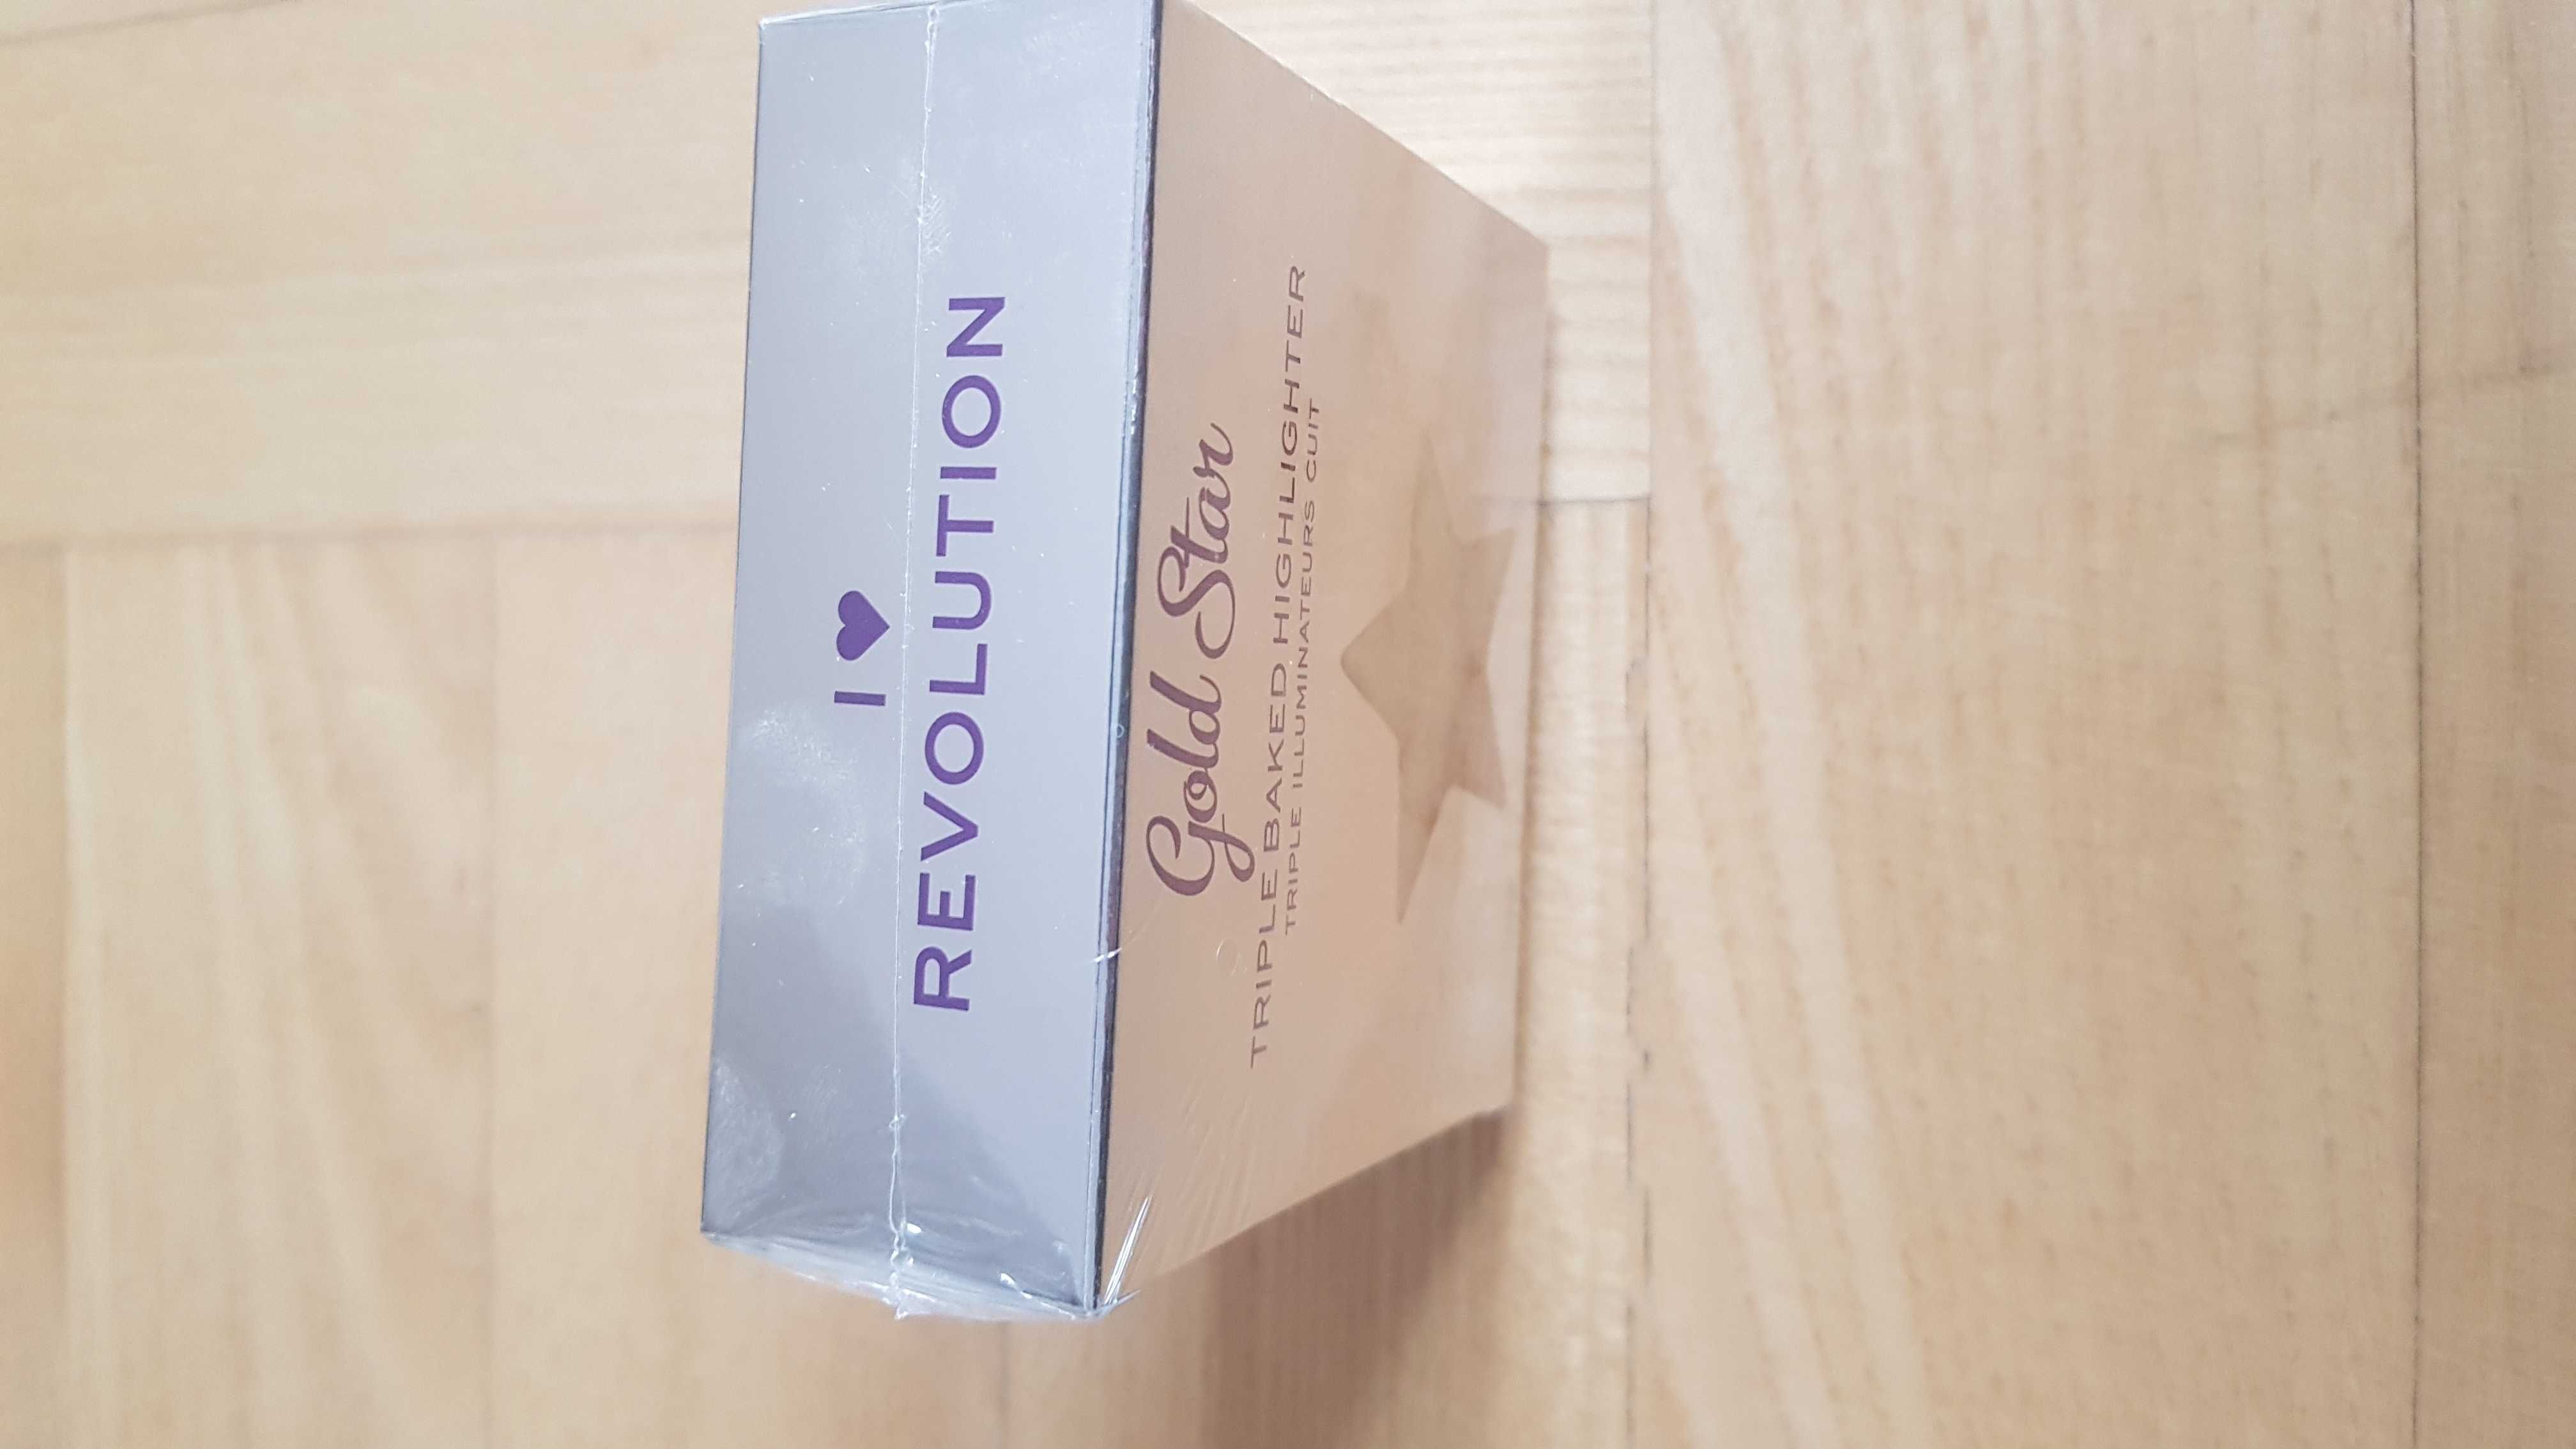 I ♥
REVOLUTION
Gold Star
TRIPLE BAKED HIGHLIGHTER
TRIPLE ILLUMINATEURS CUIT